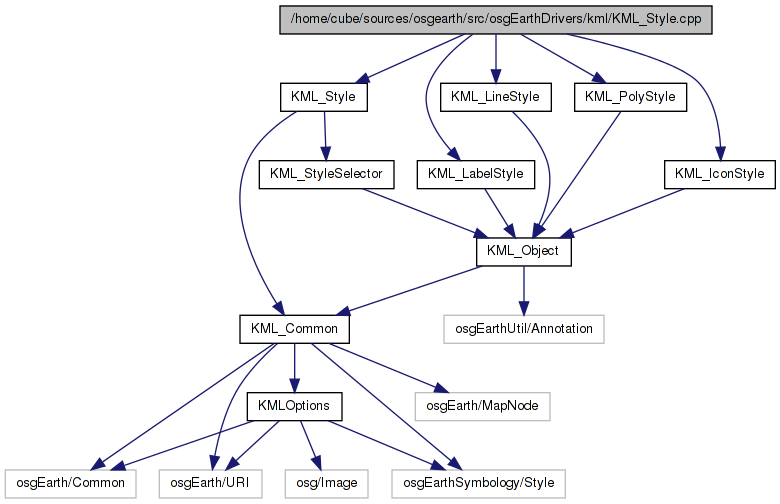 /home/cube/sources/osgearth/src/osgEarthDrivers/kml/KML_Style.cpp
KML_Style
KML_LineStyle
KML_PolyStyle
KML_StyleSelector
KML_LabelStyle
KML_IconStyle
KML_Object
KML_Common
osgEarthUtil/Annotation
KMLOptions
osgEarth/MapNode
osgEarth/Common
osgEarth/URI
osg/Image
osgEarthSymbology/Style